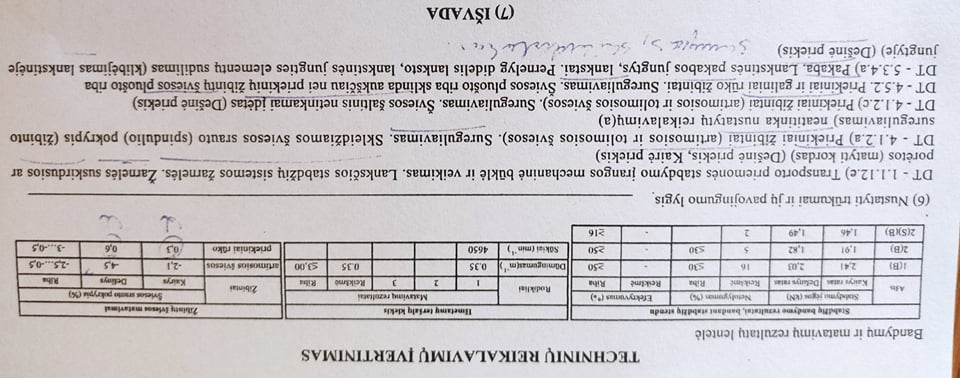 TECHNINIŲ REIKALAVIMŲ ĮVERTINIMAS
Bandymų ir matavimų rezultatų lentelė
Stabdžių bandymo rezultatai, bandant stabdžių stendu
Ašis Stabdymo jėgos (kN) Netolygumas (%) Efektyvumas (%)
Kairys ratas Dešinys ratas Reikšmė Riba Reikšmė Riba
1(B) 2,41 2,03 16 ≤30 - ≥50
2(B) 1,91 1,82 5 ≤30 - ≥50
2(S)(B) 1,46 1,49 2 - ≥16
Išmetamų teršalų kiekis
Rodikliai Matavimų rezultatai
1 2 3 Reikšmė Riba
Dūmingumas(m⁻¹) 0.35 0.35 ≤3,00
Sūkiai (min⁻¹) 4650
Žibintų šviesos matavimai
Žibintai Šviesos srauto pokrypis (%)
Kairys Dešinys Riba
artimosios šviesos -2,1 -4,5 -2,5...-0,5
priekiniai rūko 0,3 0,6 -3...-0,5
(6) Nustatyti trūkumai ir jų pavojingumo lygis
DT - 1.1.12.e) Transporto priemonės stabdymo įrangos mechaninė būklė ir veikimas. Lanksčios stabdžių sistemos žarnelės. Žarnelės suskirdusios ar
porėtos (matyti kordas) (Dešinė priekis, Kairė priekis)
DT - 4.1.2.a) Priekiniai žibintai (artimosios ir tolimosios šviesos). Sureguliavimas. Skleidžiamos šviesos srauto (spindulio) pokrypis (žibinto
sureguliavimas) neatitinka nustatytų reikalavimų(a)
DT - 4.1.2.c) Priekiniai žibintai (artimosios ir tolimosios šviesos). Sureguliavimas. Šviesos šaltinis netinkamai įdėtas (Dešinė priekis)
DT - 4.5.2. Priekiniai ir galiniai rūko žibintai. Sureguliavimas. Šviesos pluošto riba sklinda aukščiau nei priekinių žibintų šviesos pluošto riba
DT - 5.3.4.a) Pakaba. Lankstinės pakabos jungtys, lankstai. Pernelyg didelis lanksto, lankstinės jungties elementų sudilimas (klibėjimas lankstinėje
jungtyje) (Dešinė priekis)
(7) IŠVADA